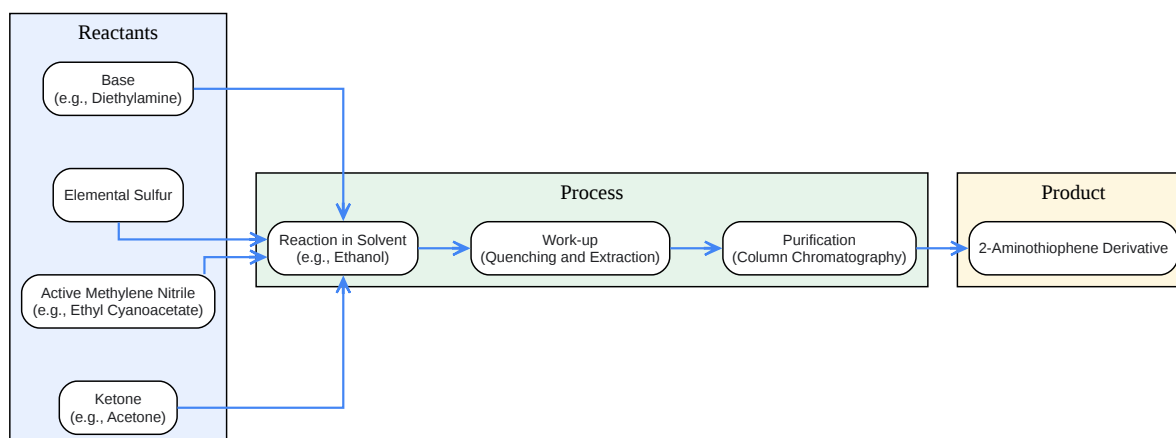 Reactants
Base
(e.g., Diethylamine)
Elemental Sulfur
Active Methylene Nitrile
(e.g., Ethyl Cyanoacetate)
Ketone
(e.g., Acetone)
Process
Reaction in Solvent
(e.g., Ethanol)
Work-up
(Quenching and Extraction)
Purification
(Column Chromatography)
Product
2-Aminothiophene Derivative